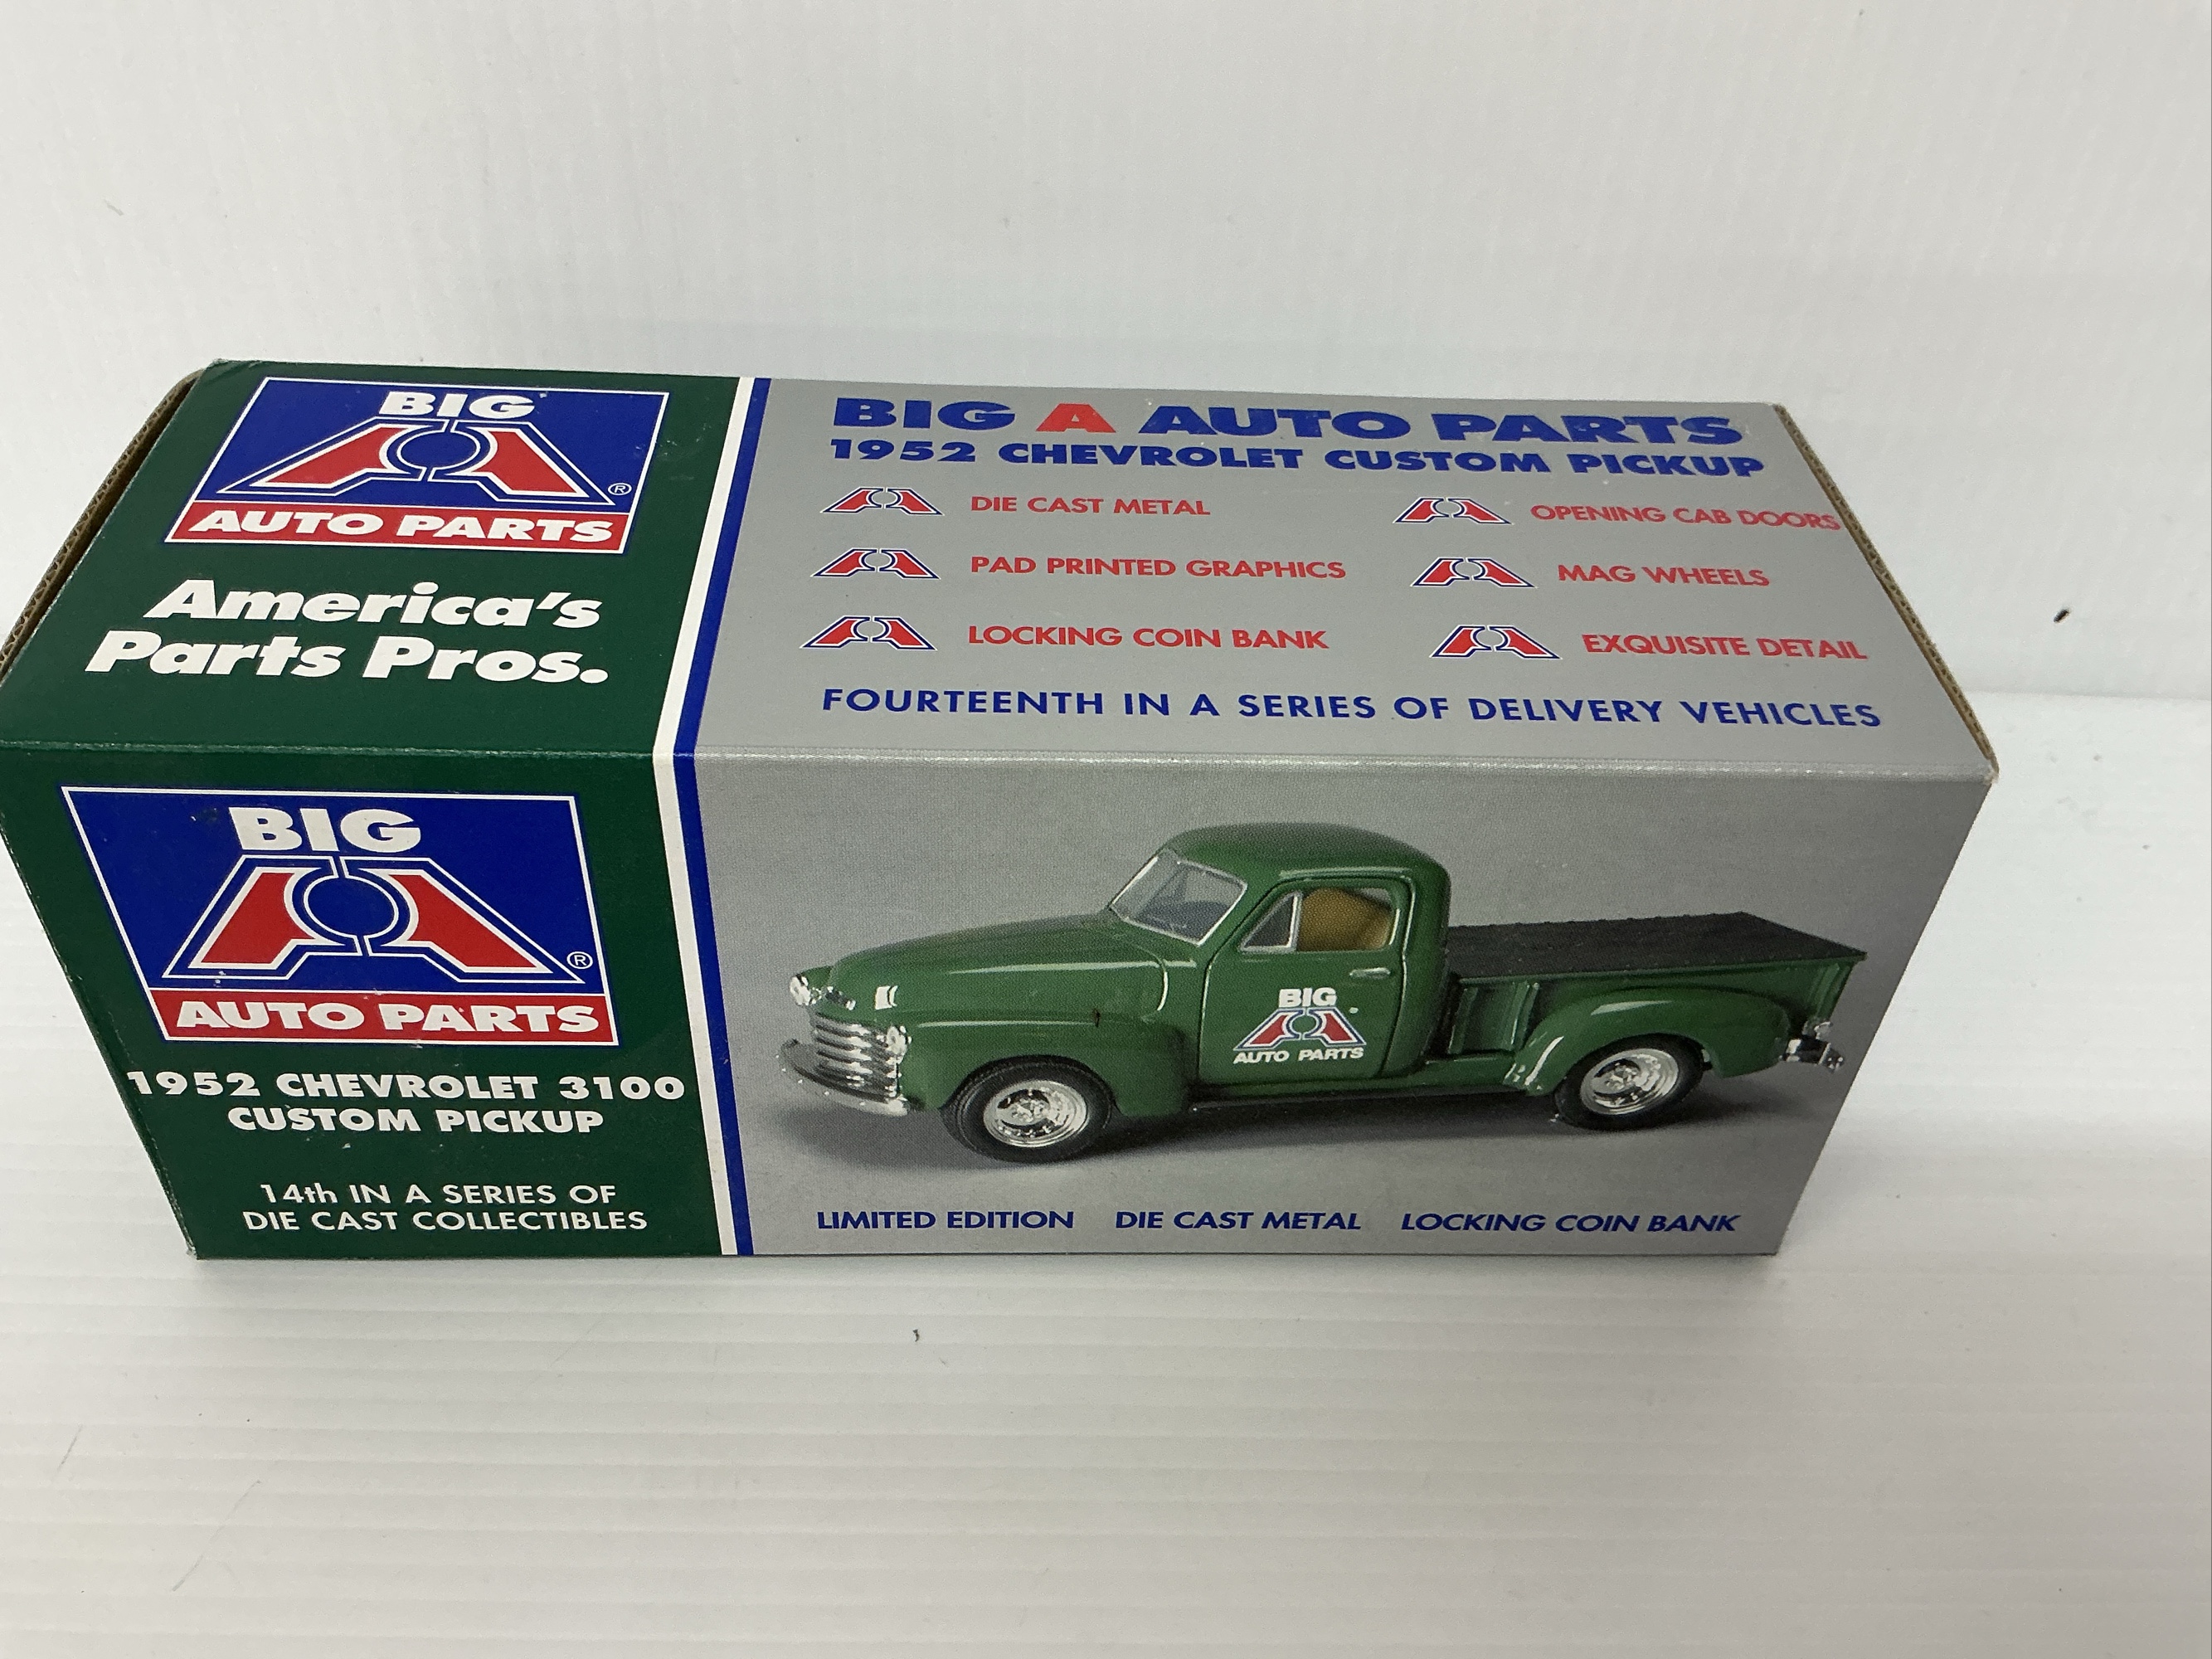 BIG
A
®
AUTO PARTS
America's
Parts Pros.
BIG A AUTO PARTS
1952 CHEVROLET CUSTOM PICKUP
DIE CAST METAL
OPENING CAB DOORS
PAD PRINTED GRAPHICS
MAG WHEELS
LOCKING COIN BANK
EXQUISITE DETAIL
FOURTEENTH IN A SERIES OF DELIVERY VEHICLES
BIG
A
®
AUTO PARTS
1952 CHEVROLET 3100
CUSTOM PICKUP
14th IN A SERIES OF
DIE CAST COLLECTIBLES
BIG
A
AUTO PARTS
LIMITED EDITION DIE CAST METAL LOCKING COIN BANK